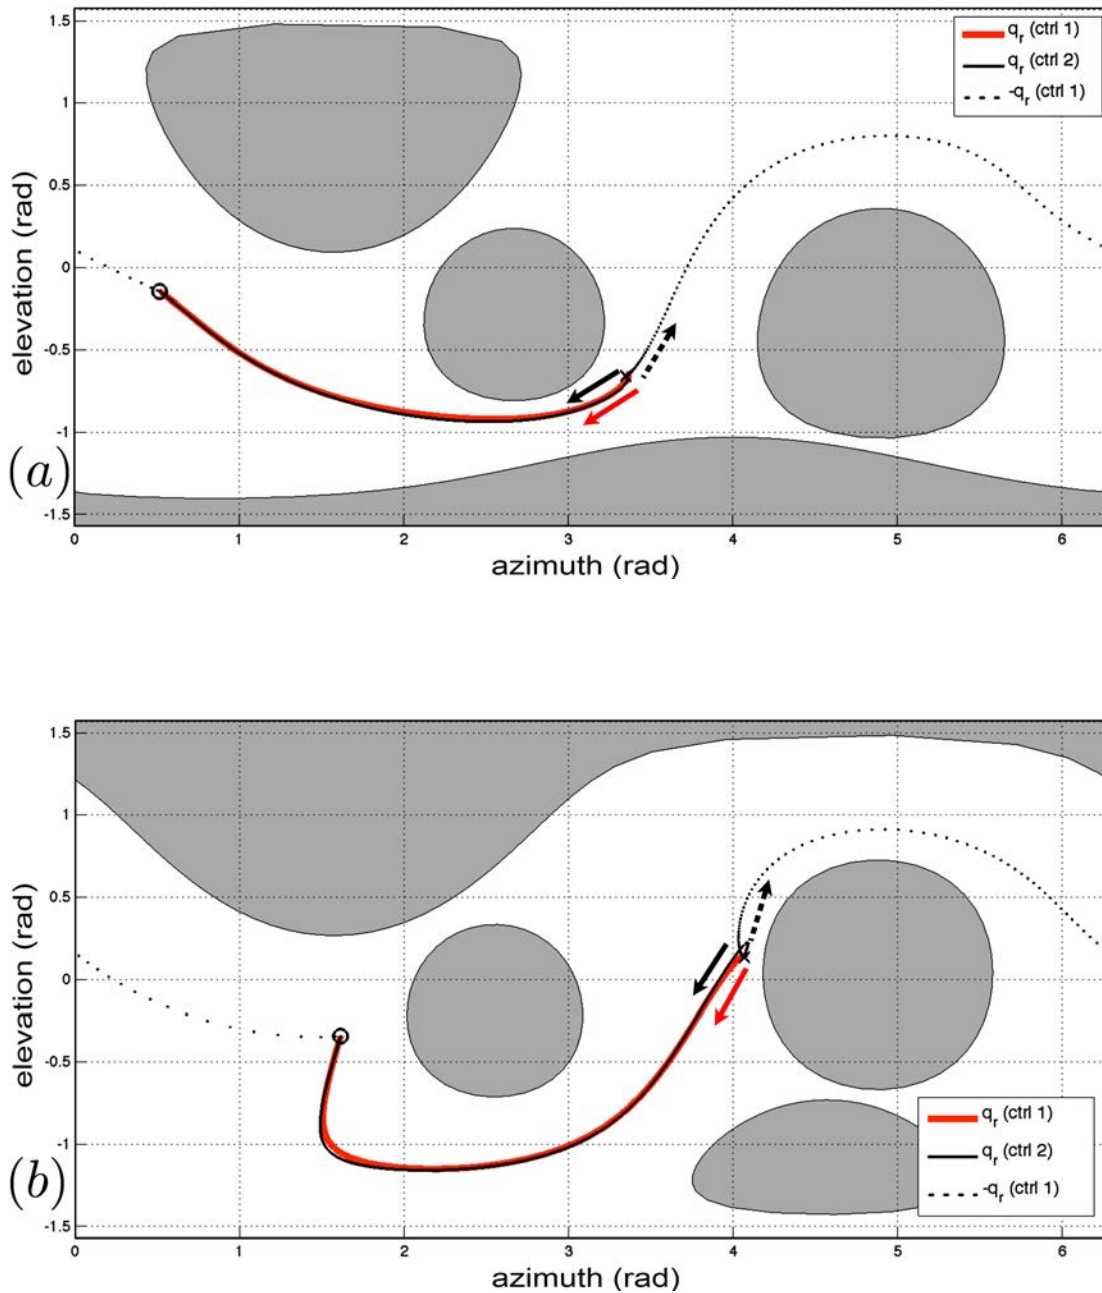 1.5
1
0.5
0
-0.5
-1
-1.5
elevation (rad)
q_r (ctrl 1)
q_r (ctrl 2)
-q_r (ctrl 1)
(a)
0 1 2 3 4 5 6
azimuth (rad)
1.5
1
0.5
0
-0.5
-1
-1.5
elevation (rad)
q_r (ctrl 1)
q_r (ctrl 2)
-q_r (ctrl 1)
(b)
0 1 2 3 4 5 6
azimuth (rad)